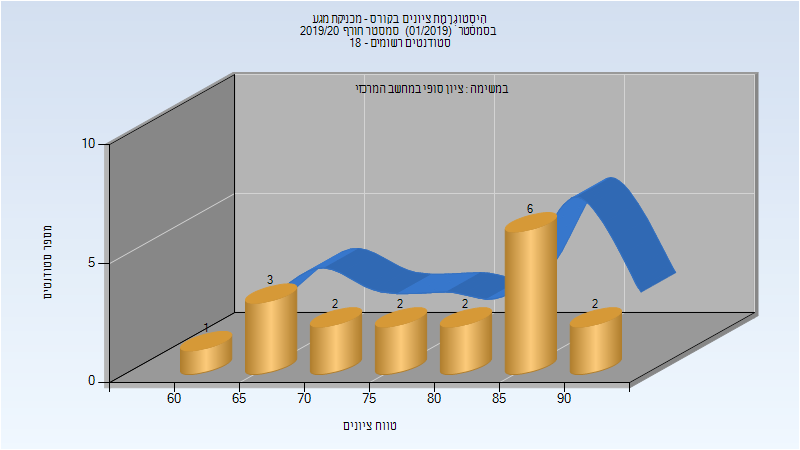 היסטוגרמת ציונים בקורס - מכניקת מגע
בסמסטר (01/2019) סמסטר חורף 2019/20
סטודנטים רשומים - 18
במשימה : ציון סופי במחשב המרכזי
מספר סטודנטים
10
5
0
1
3
2
2
2
6
2
60
65
70
75
80
85
90
טווח ציונים